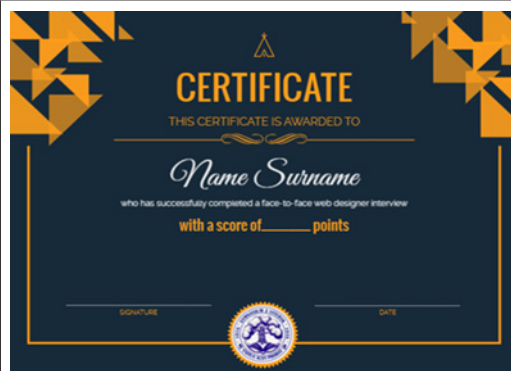 CERTIFICATE
THIS CERTIFICATE IS AWARDED TO
Name Surname
who has successfully completed a face-to-face web designer interview
with a score of________ points
SIGNATURE
DATE